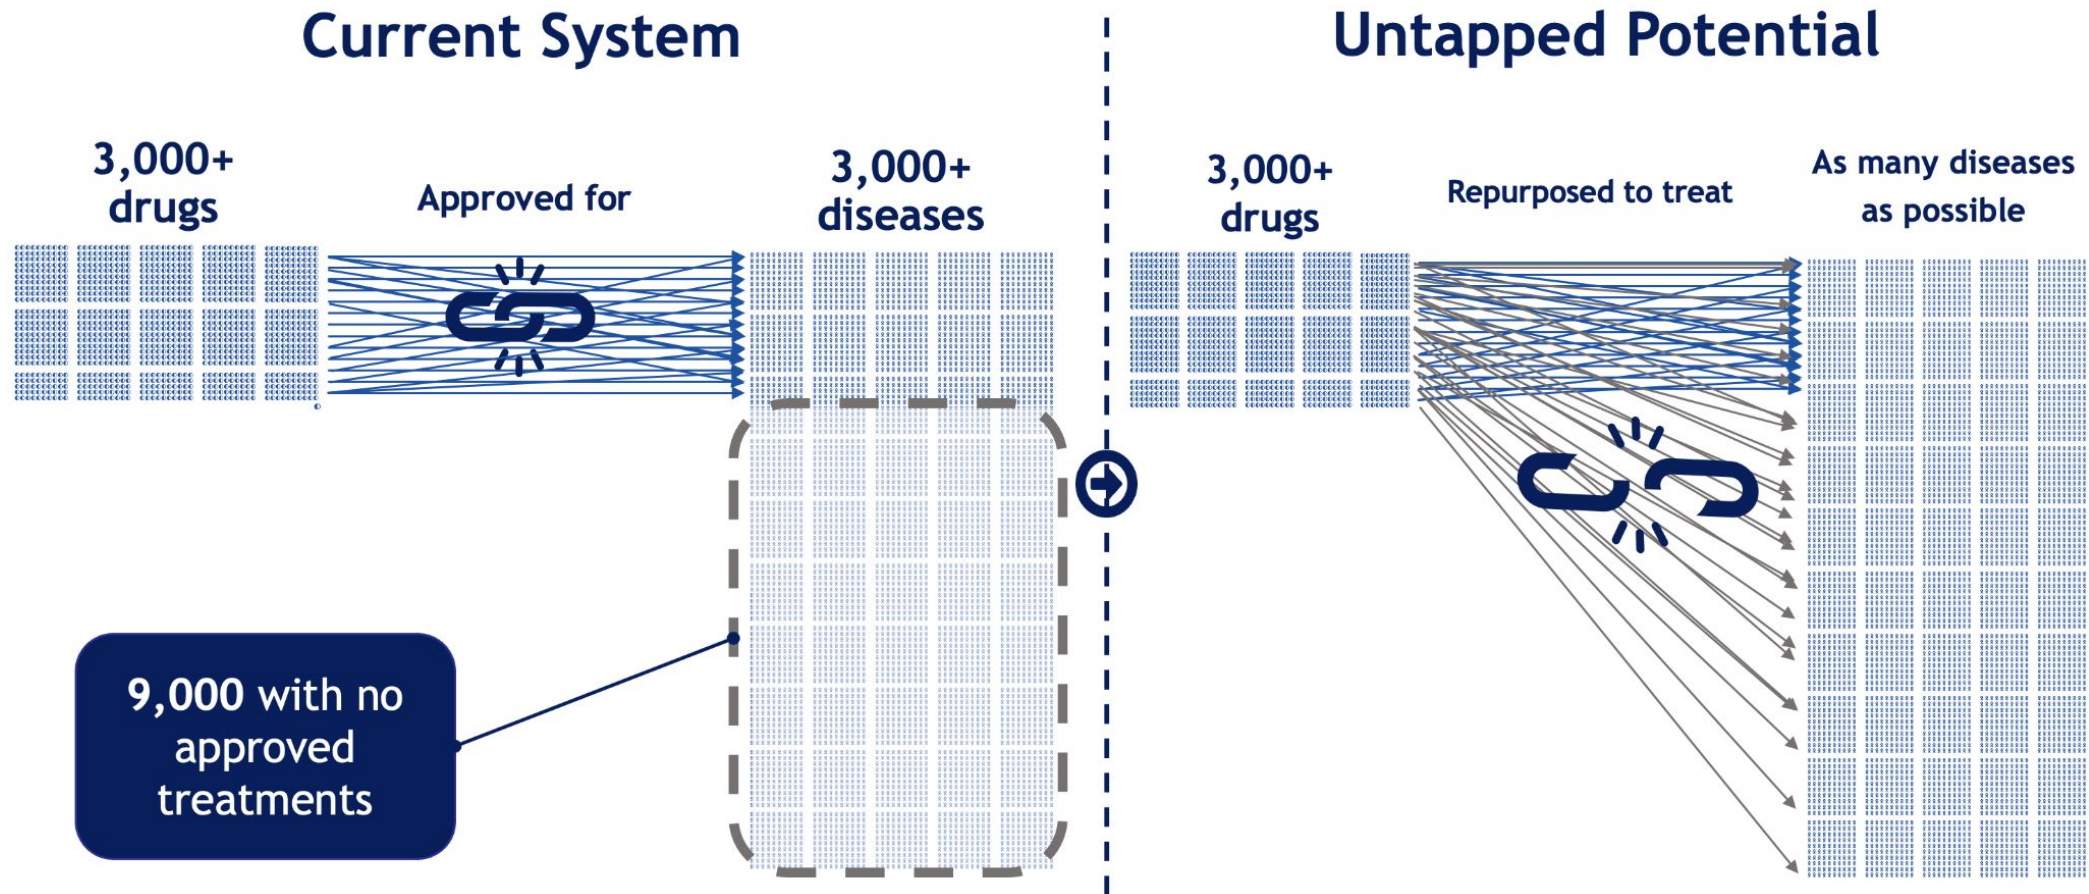 Current System
3,000+
drugs
Approved for
3,000+
diseases
9,000 with no
approved
treatments
Untapped Potential
3,000+
drugs
Repurposed to treat
As many diseases
as possible